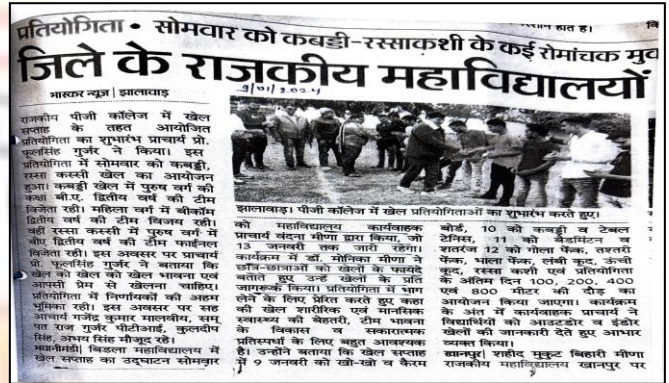 होता है।
प्रतियोगिता • सोमवार को कबड्डी-रस्साकशी के कई रोमांचक मुक
जिले के राजकीय महाविद्यालयों
भास्कर न्यूज | झालावाड़
9/01/2024
राजकीय पीजी कॉलेज में खेल
सप्ताह के तहत आयोजित
प्रतियोगिता का शुभारंभ प्राचार्य प्रो.
फूलसिंह गुर्जर ने किया। इस
प्रतियोगिता में सोमवार को कबड्डी,
रस्सा कस्सी खेल का आयोजन
हुआ। कबड्डी खेल में पुरुष वर्ग की
कक्षा बी.ए. द्वितीय वर्ष की टीम
विजेता रही। महिला वर्ग में बीकॉम
द्वितीय वर्ष की टीम विजय रही।
वहीं रस्सा कस्सी में पुरुष वर्ग में
बीए द्वितीय वर्ष की टीम फाईनल
विजेता रही। इस अवसर पर प्राचार्य
प्रो. फूलसिंह गुर्जर ने बताया कि
खेल को खेल को खेल भावना एवं
आपसी प्रेम से खेलना चाहिए।
प्रतियोगिता में निर्णायकों की अहम
भूमिका रही। इस अवसर पर सह
आचार्य गजेंद्र कुमार मालवीय, सम
पत राज गुर्जर पीटीआई, कुलदीप
सिंह, अभय सिंह मौजूद रहे।
भवानीमंडी| बिड़ला महाविद्यालय में
खेल सप्ताह का उद्घाटन सोमवार
झालावाड़। पीजी कॉलेज में खेल प्रतियोगिताओं का शुभारंभ करते हुए।
को महाविद्यालय कार्यवाहक
प्राचार्य वंदना मीणा द्वारा किया, जो
13 जनवरी तक जारी रहेगा।
कार्यक्रम में डॉ. मोनिका मीणा ने
छात्र-छात्राओं को खेलों के फायदे
बताते हुए उन्हें खेलों के प्रति
जागरूक किया। प्रतियोगिता में भाग
लेने के लिए प्रेरित करते हुए कहा
की खेल शारीरिक एवं मानसिक
स्वास्थ्य की बेहतरी, टीम भावना
के विकास व सकारात्मक
प्रतिस्पर्धा के लिए बहुत आवश्यक
है। उन्होंने बताया कि खेल सप्ताह
में 9 जनवरी को खो-खो व कैरम
बोर्ड, 10 को कबड्डी व टेबल
टेनिस, 11 को बैडमिंटन व
शतरंज 12 को गोला फेंक, तश्तरी
फेंक, भाला फेंक, लंबी कूद, ऊंची
कूद, रस्सा कशी एवं प्रतियोगिता
के अंतिम दिन 100, 200, 400
एवं 800 मीटर की दौड़ का
आयोजन किया जाएगा। कार्यक्रम
के अंत में कार्यवाहक प्राचार्य ने
विद्यार्थियों को आउटडोर व इंडोर
खेलों की जानकारी देते हुए आभार
व्यक्त किया।
खानपुर| शहीद मुकुट बिहारी मीणा
राजकीय महाविद्यालय खानपुर पर